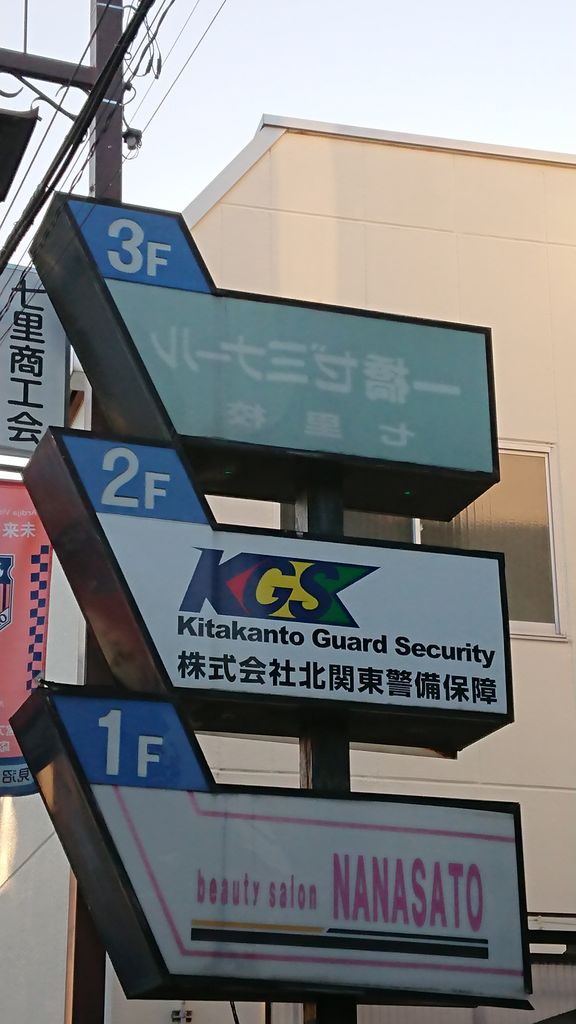 3F
一橋ゼミナール
七里校
七里商工会
2F
KGS
Kitakanto Guard Security
株式会社北関東警備保障
未来
見沼
1F
beauty salon NANASATO